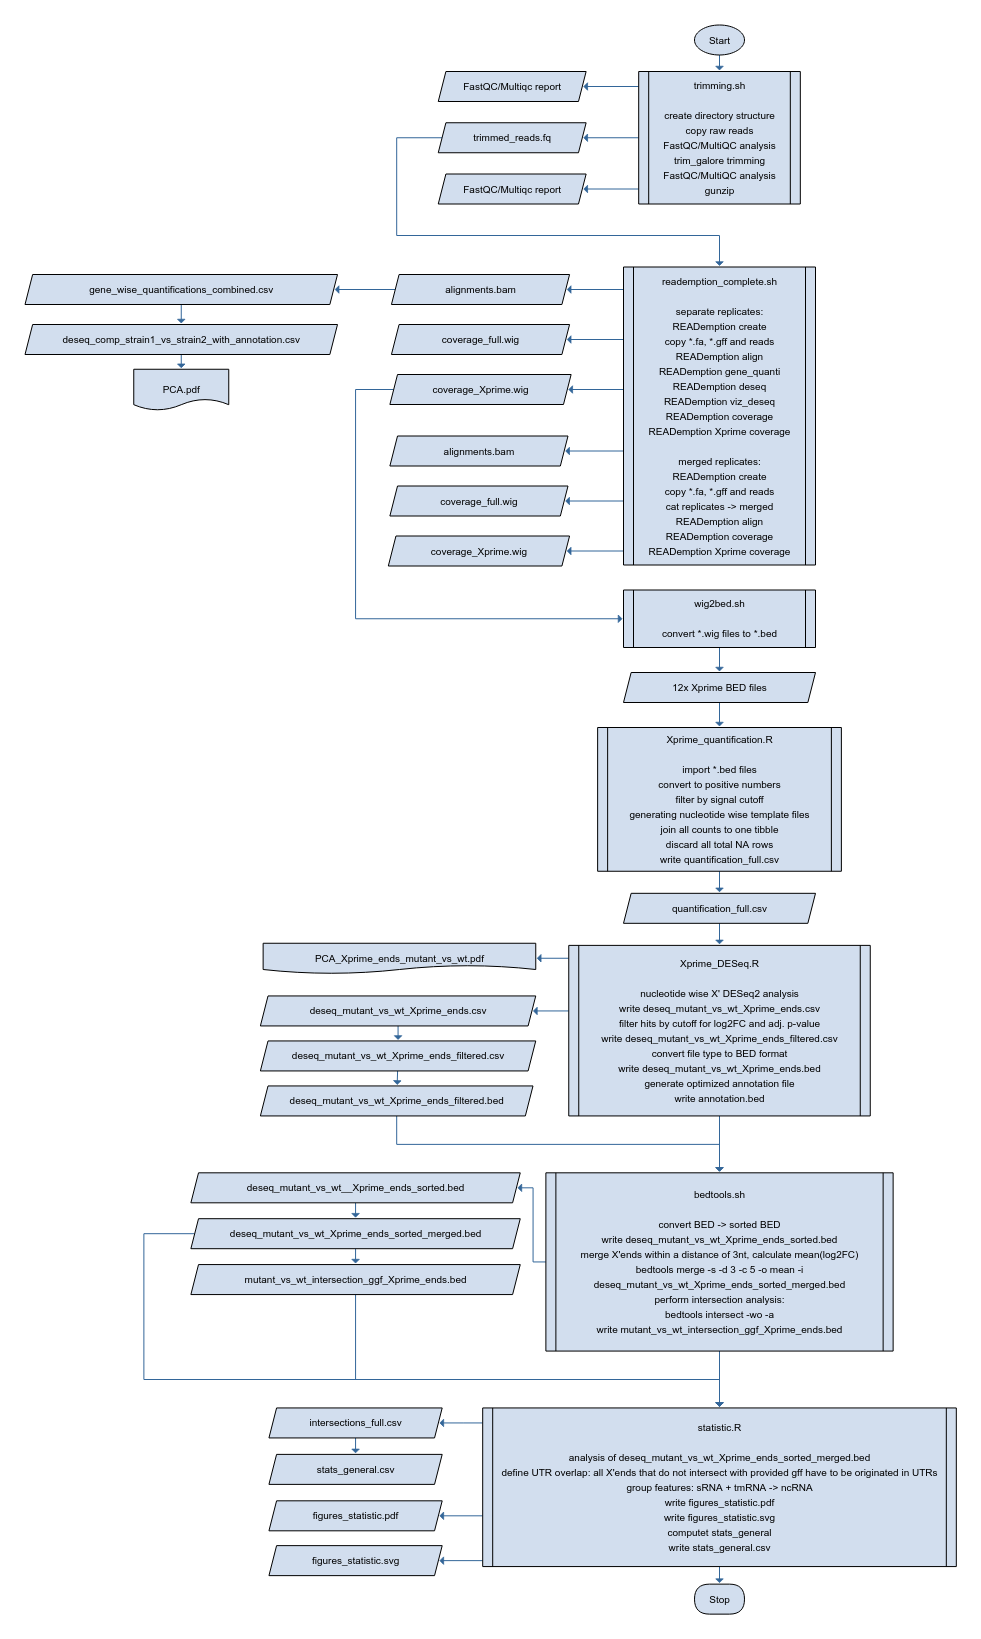 Start
trimming.sh
create directory structure
copy raw reads
FastQC/MultiQC analysis
trim_galore trimming
FastQC/MultiQC analysis
gunzip
FastQC/Multiqc report
trimmed_reads.fq
FastQC/Multiqc report
reademption_complete.sh
separate replicates:
READemption create
copy *.fa, *.gff and reads
READemption align
READemption gene_quanti
READemption deseq
READemption viz_deseq
READemption coverage
READemption Xprime coverage
merged replicates:
READemption create
copy *.fa, *.gff and reads
cat replicates -> merged
READemption align
READemption coverage
READemption Xprime coverage
alignments.bam
gene_wise_quantifications_combined.csv
deseq_comp_strain1_vs_strain2_with_annotation.csv
PCA.pdf
coverage_full.wig
coverage_Xprime.wig
alignments.bam
coverage_full.wig
coverage_Xprime.wig
wig2bed.sh
convert *.wig files to *.bed
12x Xprime BED files
Xprime_quantification.R
import *.bed files
convert to positive numbers
filter by signal cutoff
generating nucleotide wise template files
join all counts to one tibble
discard all total NA rows
write quantification_full.csv
quantification_full.csv
Xprime_DESeq.R
nucleotide wise X' DESeq2 analysis
write deseq_mutant_vs_wt_Xprime_ends.csv
filter hits by cutoff for log2FC and adj. p-value
write deseq_mutant_vs_wt_Xprime_ends_filtered.csv
convert file type to BED format
write deseq_mutant_vs_wt_Xprime_ends.bed
generate optimized annotation file
write annotation.bed
PCA_Xprime_ends_mutant_vs_wt.pdf
deseq_mutant_vs_wt_Xprime_ends.csv
deseq_mutant_vs_wt_Xprime_ends_filtered.csv
deseq_mutant_vs_wt_Xprime_ends_filtered.bed
bedtools.sh
convert BED -> sorted BED
write deseq_mutant_vs_wt_Xprime_ends_sorted.bed
merge X'ends within a distance of 3nt, calculate mean(log2FC)
bedtools merge -s -d 3 -c 5 -o mean -i
deseq_mutant_vs_wt_Xprime_ends_sorted_merged.bed
perform intersection analysis:
bedtools intersect -wo -a
write mutant_vs_wt_intersection_ggf_Xprime_ends.bed
deseq_mutant_vs_wt__Xprime_ends_sorted.bed
deseq_mutant_vs_wt_Xprime_ends_sorted_merged.bed
mutant_vs_wt_intersection_ggf_Xprime_ends.bed
statistic.R
analysis of deseq_mutant_vs_wt_Xprime_ends_sorted_merged.bed
define UTR overlap: all X'ends that do not intersect with provided gff have to be originated in UTRs
group features: sRNA + tmRNA -> ncRNA
write figures_statistic.pdf
write figures_statistic.svg
computet stats_general
write stats_general.csv
intersections_full.csv
stats_general.csv
figures_statistic.pdf
figures_statistic.svg
Stop